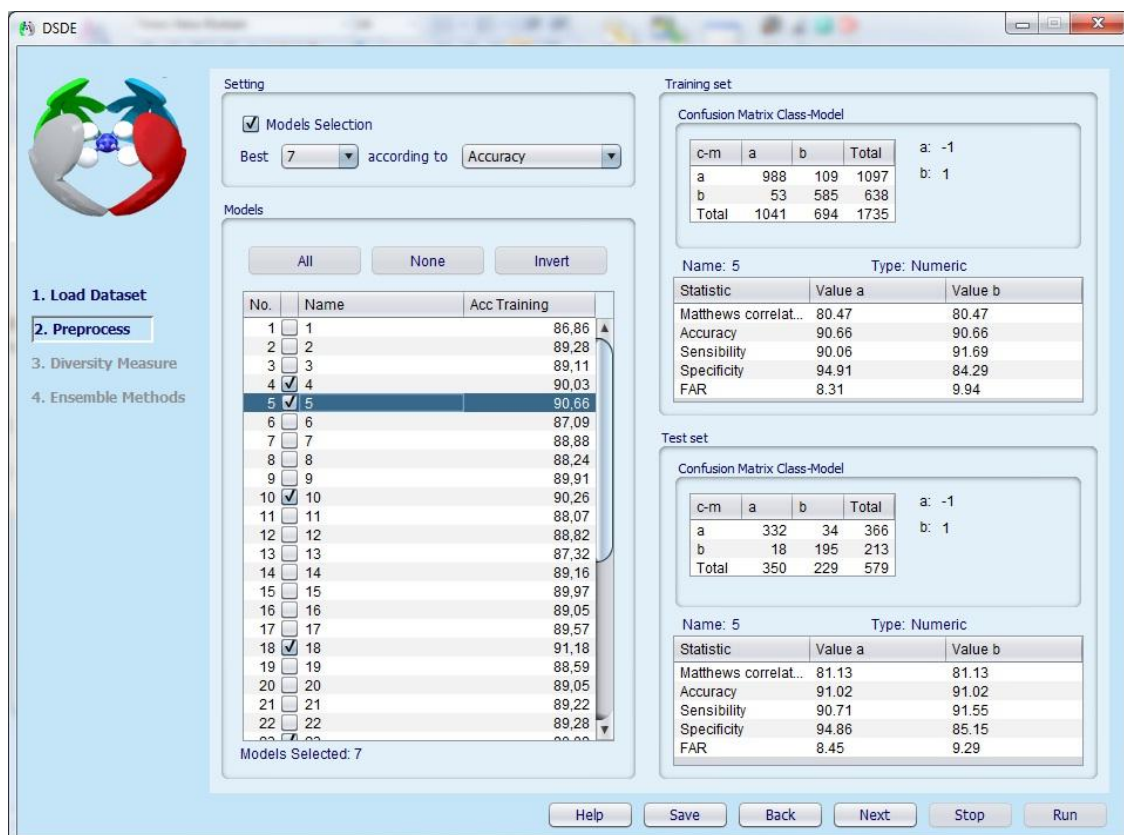 DSDE
1. Load Dataset
2. Preprocess
3. Diversity Measure
4. Ensemble Methods
Setting
Models Selection
Best 7 according to Accuracy
Models
All None Invert
No. Name Acc Training
1 1 86,86
2 2 89,28
3 3 89,11
4 4 90,03
5 5 90,66
6 6 87,09
7 7 88,88
8 8 88,24
9 9 89,91
10 10 90,26
11 11 88,07
12 12 88,82
13 13 87,32
14 14 89,16
15 15 89,97
16 16 89,05
17 17 89,57
18 18 91,18
19 19 88,59
20 20 89,05
21 21 89,22
22 22 89,28
Models Selected: 7
Training set
Confusion Matrix Class-Model
c-m a b Total
a 988 109 1097
b 53 585 638
Total 1041 694 1735
a: -1
b: 1
Name: 5 Type: Numeric
Statistic Value a Value b
Matthews correlat... 80.47 80.47
Accuracy 90.66 90.66
Sensibility 90.06 91.69
Specificity 94.91 84.29
FAR 8.31 9.94
Test set
Confusion Matrix Class-Model
c-m a b Total
a 332 34 366
b 18 195 213
Total 350 229 579
a: -1
b: 1
Name: 5 Type: Numeric
Statistic Value a Value b
Matthews correlat... 81.13 81.13
Accuracy 91.02 91.02
Sensibility 90.71 91.55
Specificity 94.86 85.15
FAR 8.45 9.29
Help Save Back Next Stop Run